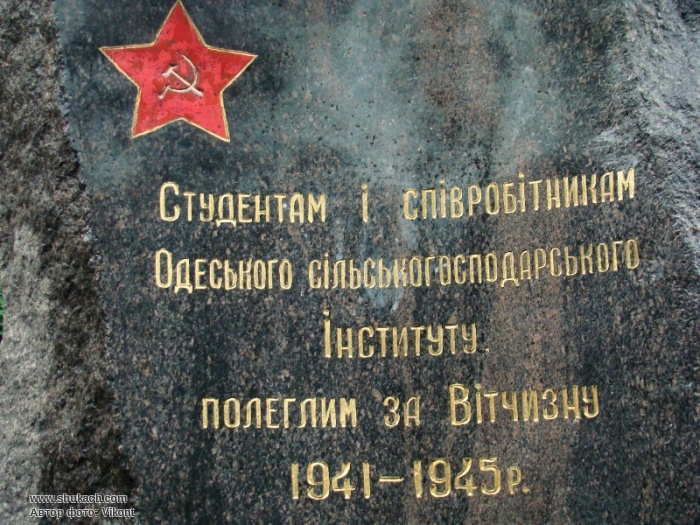 Студентам і співробітникам
Одеського сільськогосподарського
Інституту,
полеглим за Вітчизну
1941–1945р.
www.shukach.com
Автор фото: Vikont